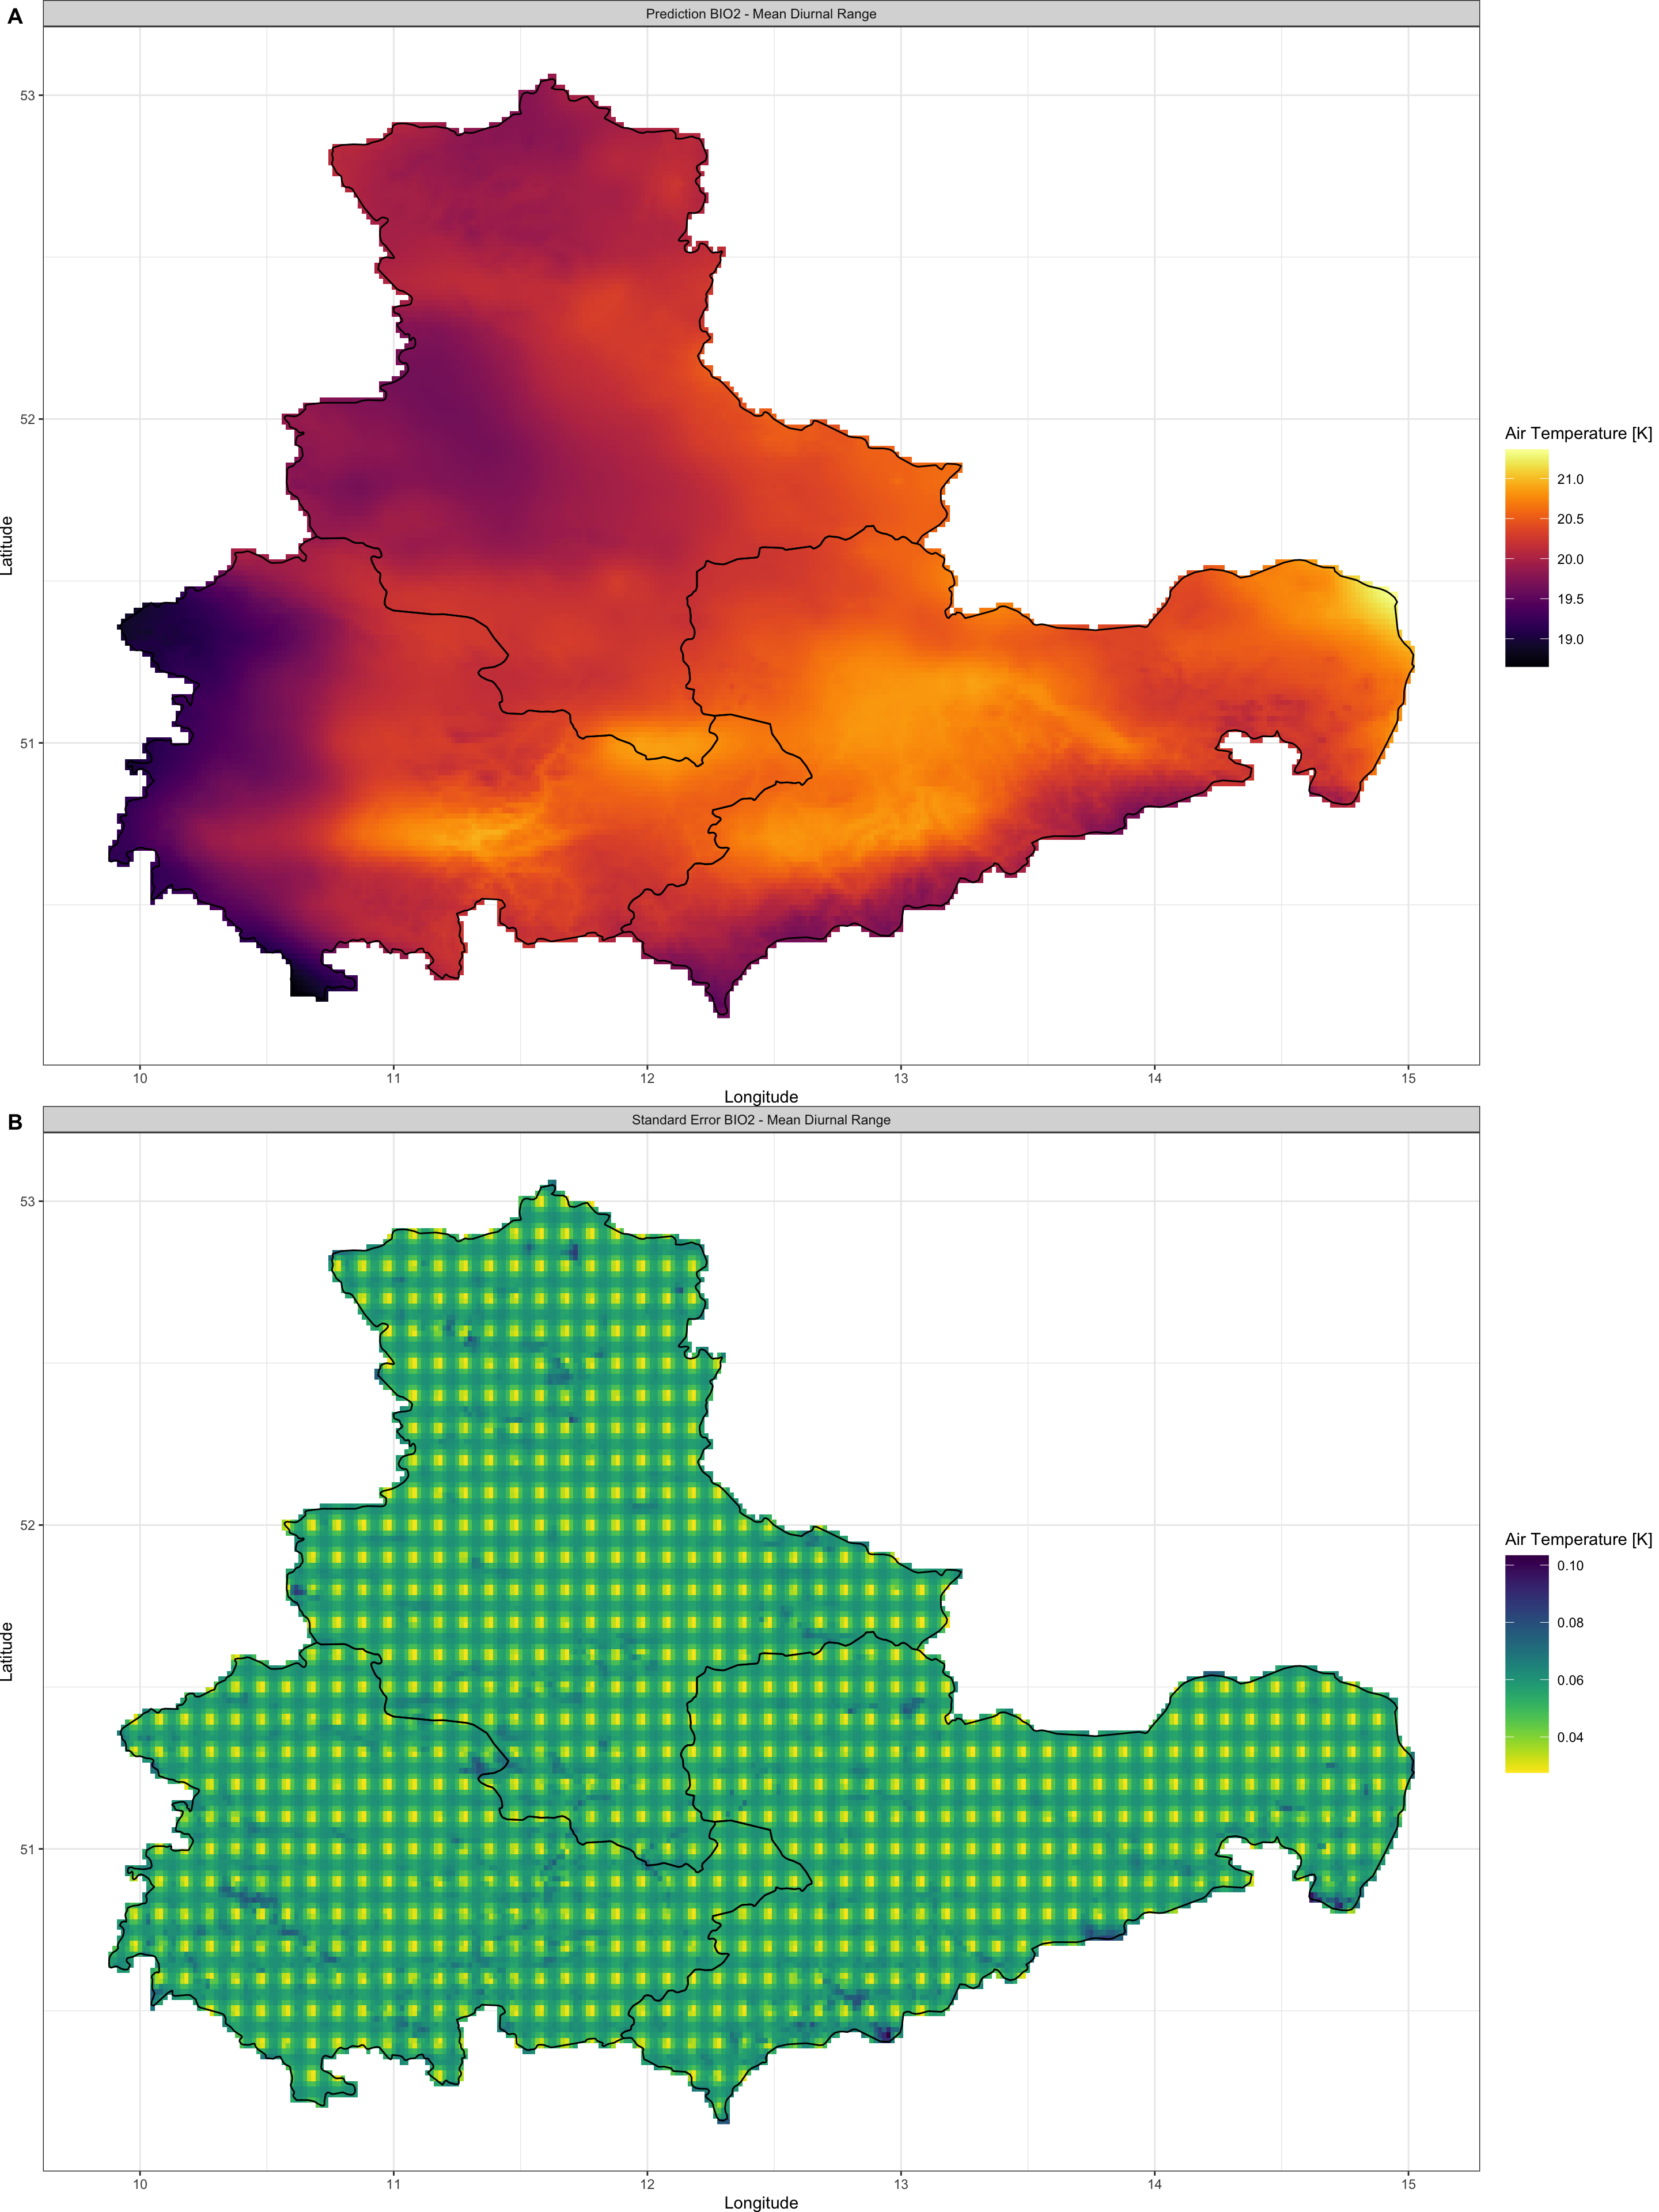 A
Prediction BIO2 - Mean Diurnal Range
53
52
51
Latitude
10 11 12 13 14 15
Longitude
Air Temperature [K]
21.0
20.5
20.0
19.5
19.0
B
Standard Error BIO2 - Mean Diurnal Range
53
52
51
Latitude
10 11 12 13 14 15
Longitude
Air Temperature [K]
0.10
0.08
0.06
0.04